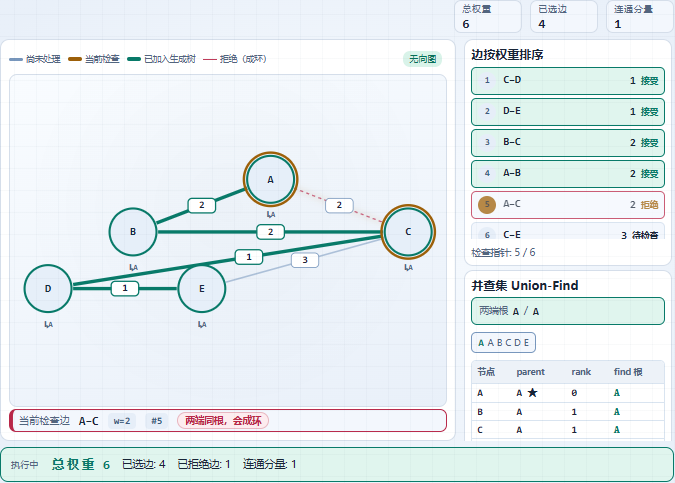 总权重 已选边 连通分量
6 4 1
尚未处理 当前检查 已加入生成树 拒绝（成环） 无向图
A
2 2
B 2 C
1 3
D 1 E
当前检查边 A–C w=2 #5 两端同根，会成环
边按权重排序
1 C–D 1 接受
2 D–E 1 接受
3 B–C 2 接受
4 A–B 2 接受
5 A–C 2 拒绝
6 C–E 3 待检查
检查指针: 5 / 6
并查集 Union-Find
两端根 A / A
A A B C D E
节点 parent rank find 根
A A ★ 0 A
B A 1 A
C A 1 A
执行中 总权重 6 已选边: 4 已拒绝边: 1 连通分量: 1